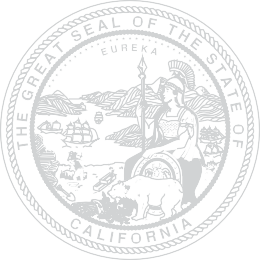 THE GREAT SEAL OF THE STATE OF
EUREKA
CALIFORNIA